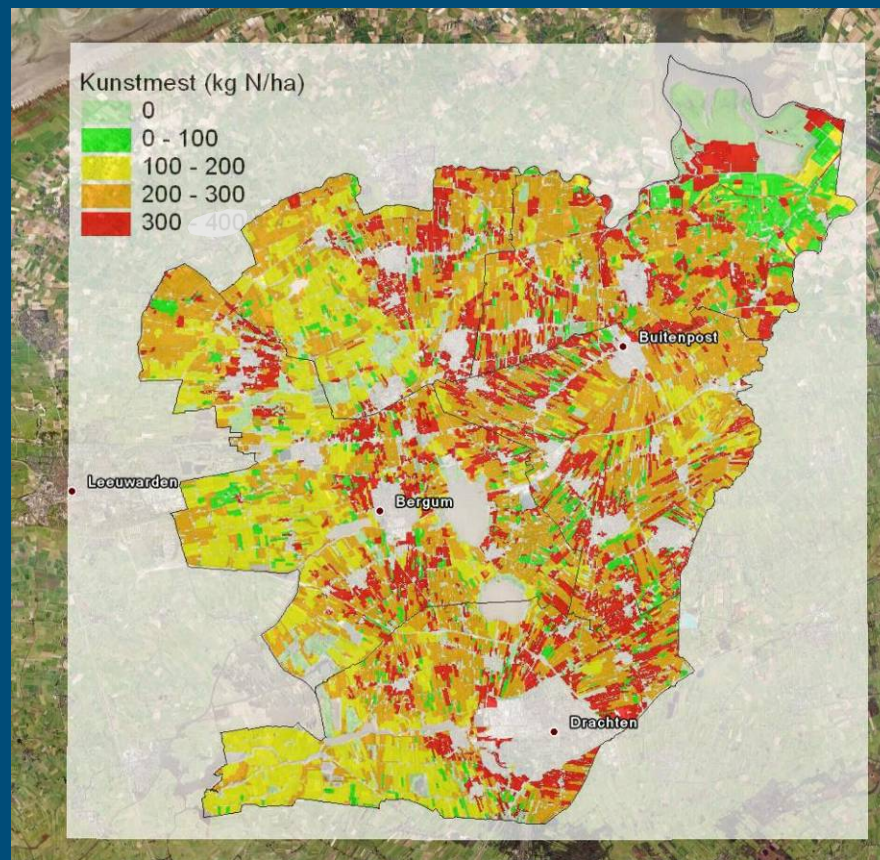 Kunstmest (kg N/ha)
0
0 - 100
100 - 200
200 - 300
300 - 400
Buitenpost
Leeuwarden
Bergum
Drachten